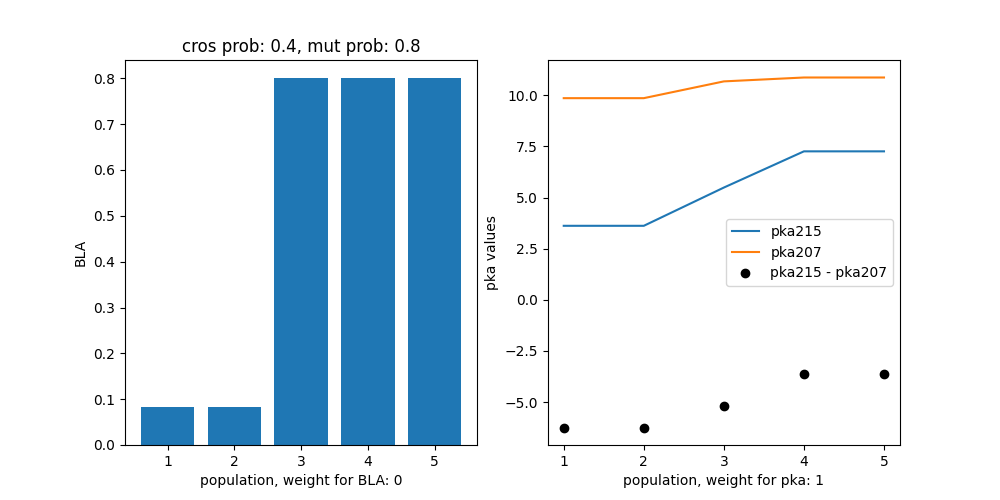 cros prob: 0.4, mut prob: 0.8
BLA
0.8
0.7
0.6
0.5
0.4
0.3
0.2
0.1
0.0
1 2 3 4 5
population, weight for BLA: 0
pka values
10.0
7.5
5.0
2.5
0.0
−2.5
−5.0
pka215
pka207
pka215 - pka207
1 2 3 4 5
population, weight for pka: 1